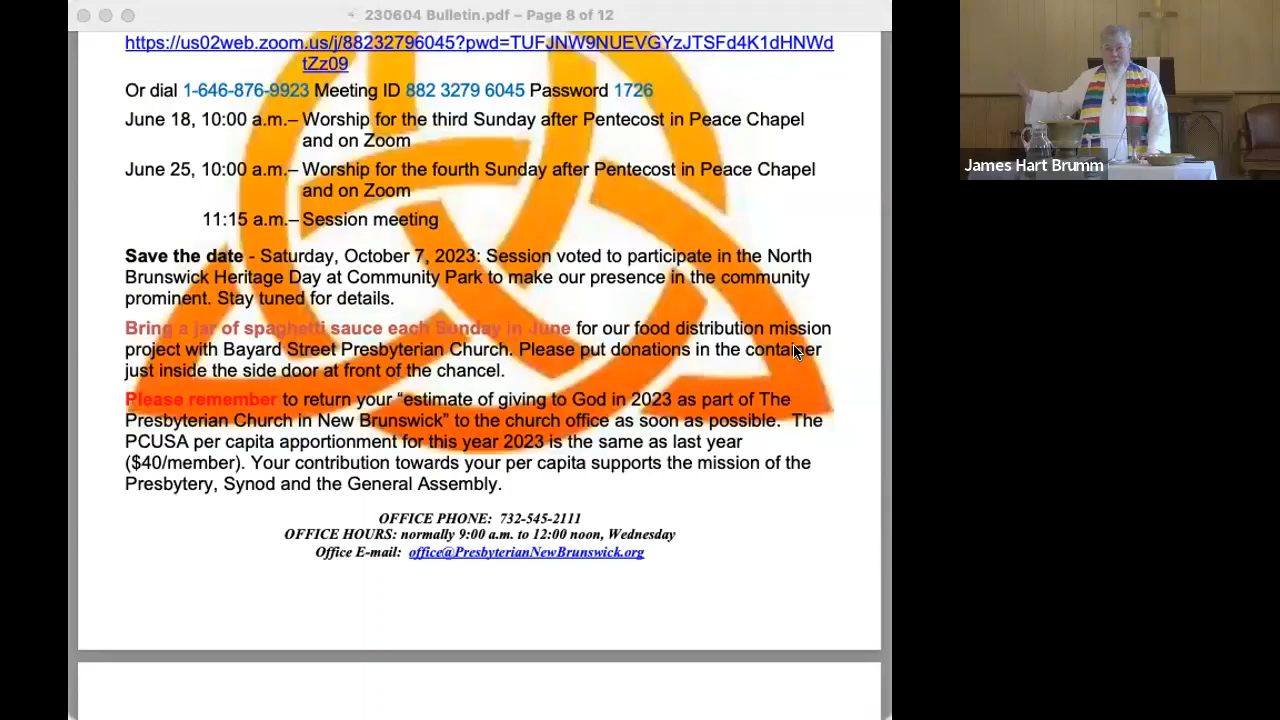 230604 Bulletin.pdf – Page 8 of 12
https://us02web.zoom.us/j/88232796045?pwd=TUFJNW9NUEVGYzJTSFd4K1dHNWd
tZz09
Or dial 1-646-876-9923 Meeting ID 882 3279 6045 Password 1726
June 18, 10:00 a.m.– Worship for the third Sunday after Pentecost in Peace Chapel
and on Zoom
June 25, 10:00 a.m.– Worship for the fourth Sunday after Pentecost in Peace Chapel
and on Zoom
11:15 a.m.– Session meeting
Save the date - Saturday, October 7, 2023: Session voted to participate in the North
Brunswick Heritage Day at Community Park to make our presence in the community
prominent. Stay tuned for details.
Bring a jar of spaghetti sauce each Sunday in June for our food distribution mission
project with Bayard Street Presbyterian Church. Please put donations in the container
just inside the side door at front of the chancel.
Please remember to return your “estimate of giving to God in 2023 as part of The
Presbyterian Church in New Brunswick” to the church office as soon as possible. The
PCUSA per capita apportionment for this year 2023 is the same as last year
($40/member). Your contribution towards your per capita supports the mission of the
Presbytery, Synod and the General Assembly.
OFFICE PHONE: 732-545-2111
OFFICE HOURS: normally 9:00 a.m. to 12:00 noon, Wednesday
Office E-mail: office@PresbyterianNewBrunswick.org
James Hart Brumm